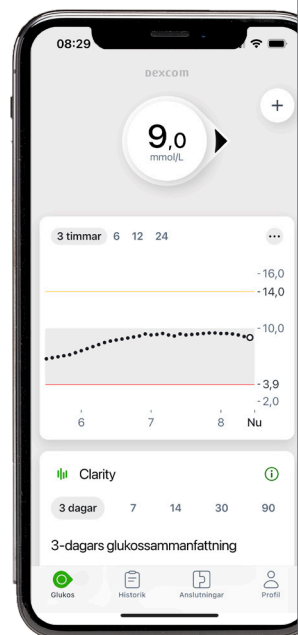 08:29
Dexcom
9,0
mmol/L
+
3 timmar 6 12 24
16,0
14,0
10,0
3,9
2,0
6 7 8 Nu
Clarity
3 dagar 7 14 30 90
3-dagars glukossammanfattning
Glukos Historik Anslutningar Profil